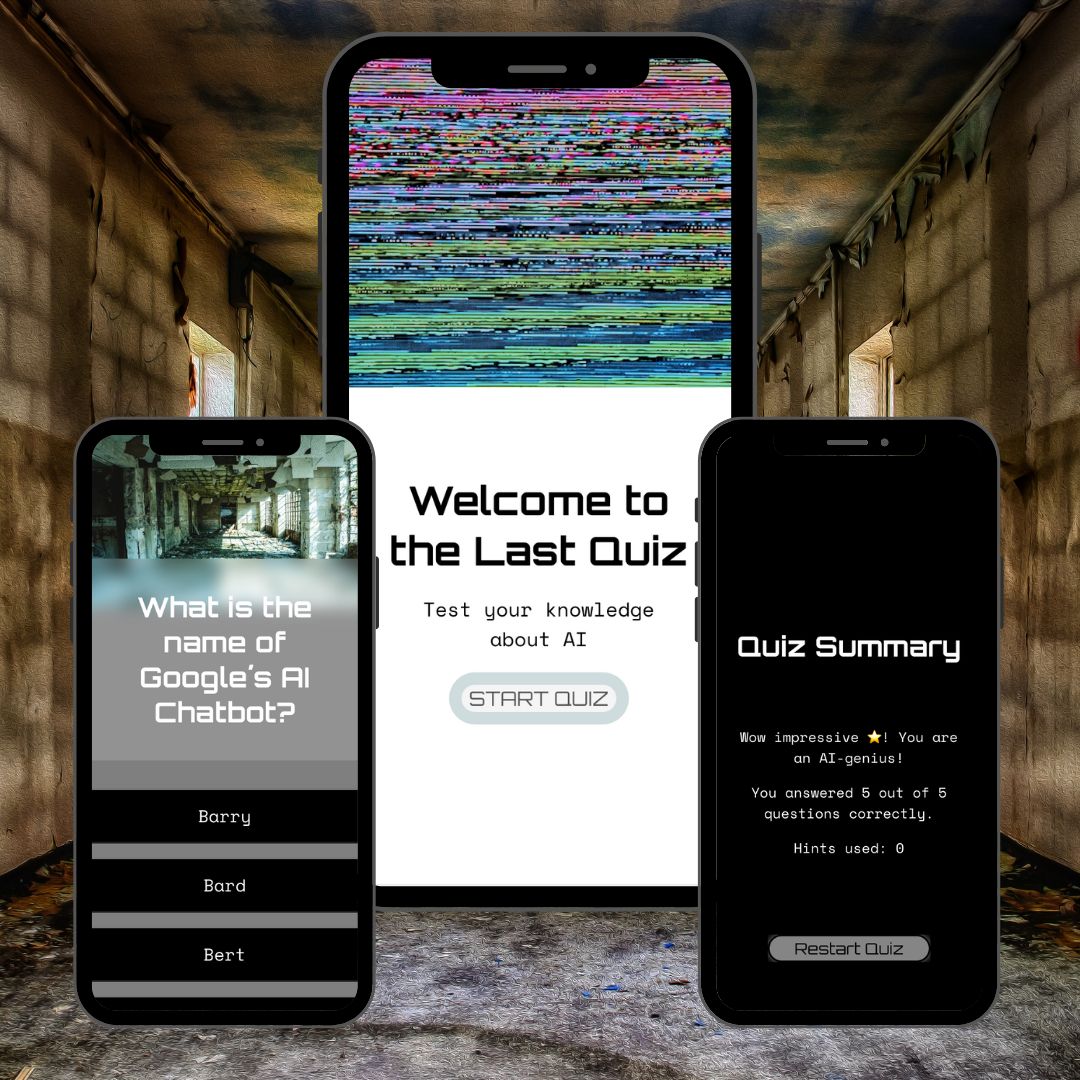 Welcome to
the Last Quiz
Test your knowledge
about AI
START QUIZ
What is the
name of
Google's AI
Chatbot?
Barry
Bard
Bert
Quiz Summary
Wow impressive ⭐! You are
an AI-genius!
You answered 5 out of 5
questions correctly.
Hints used: 0
Restart Quiz